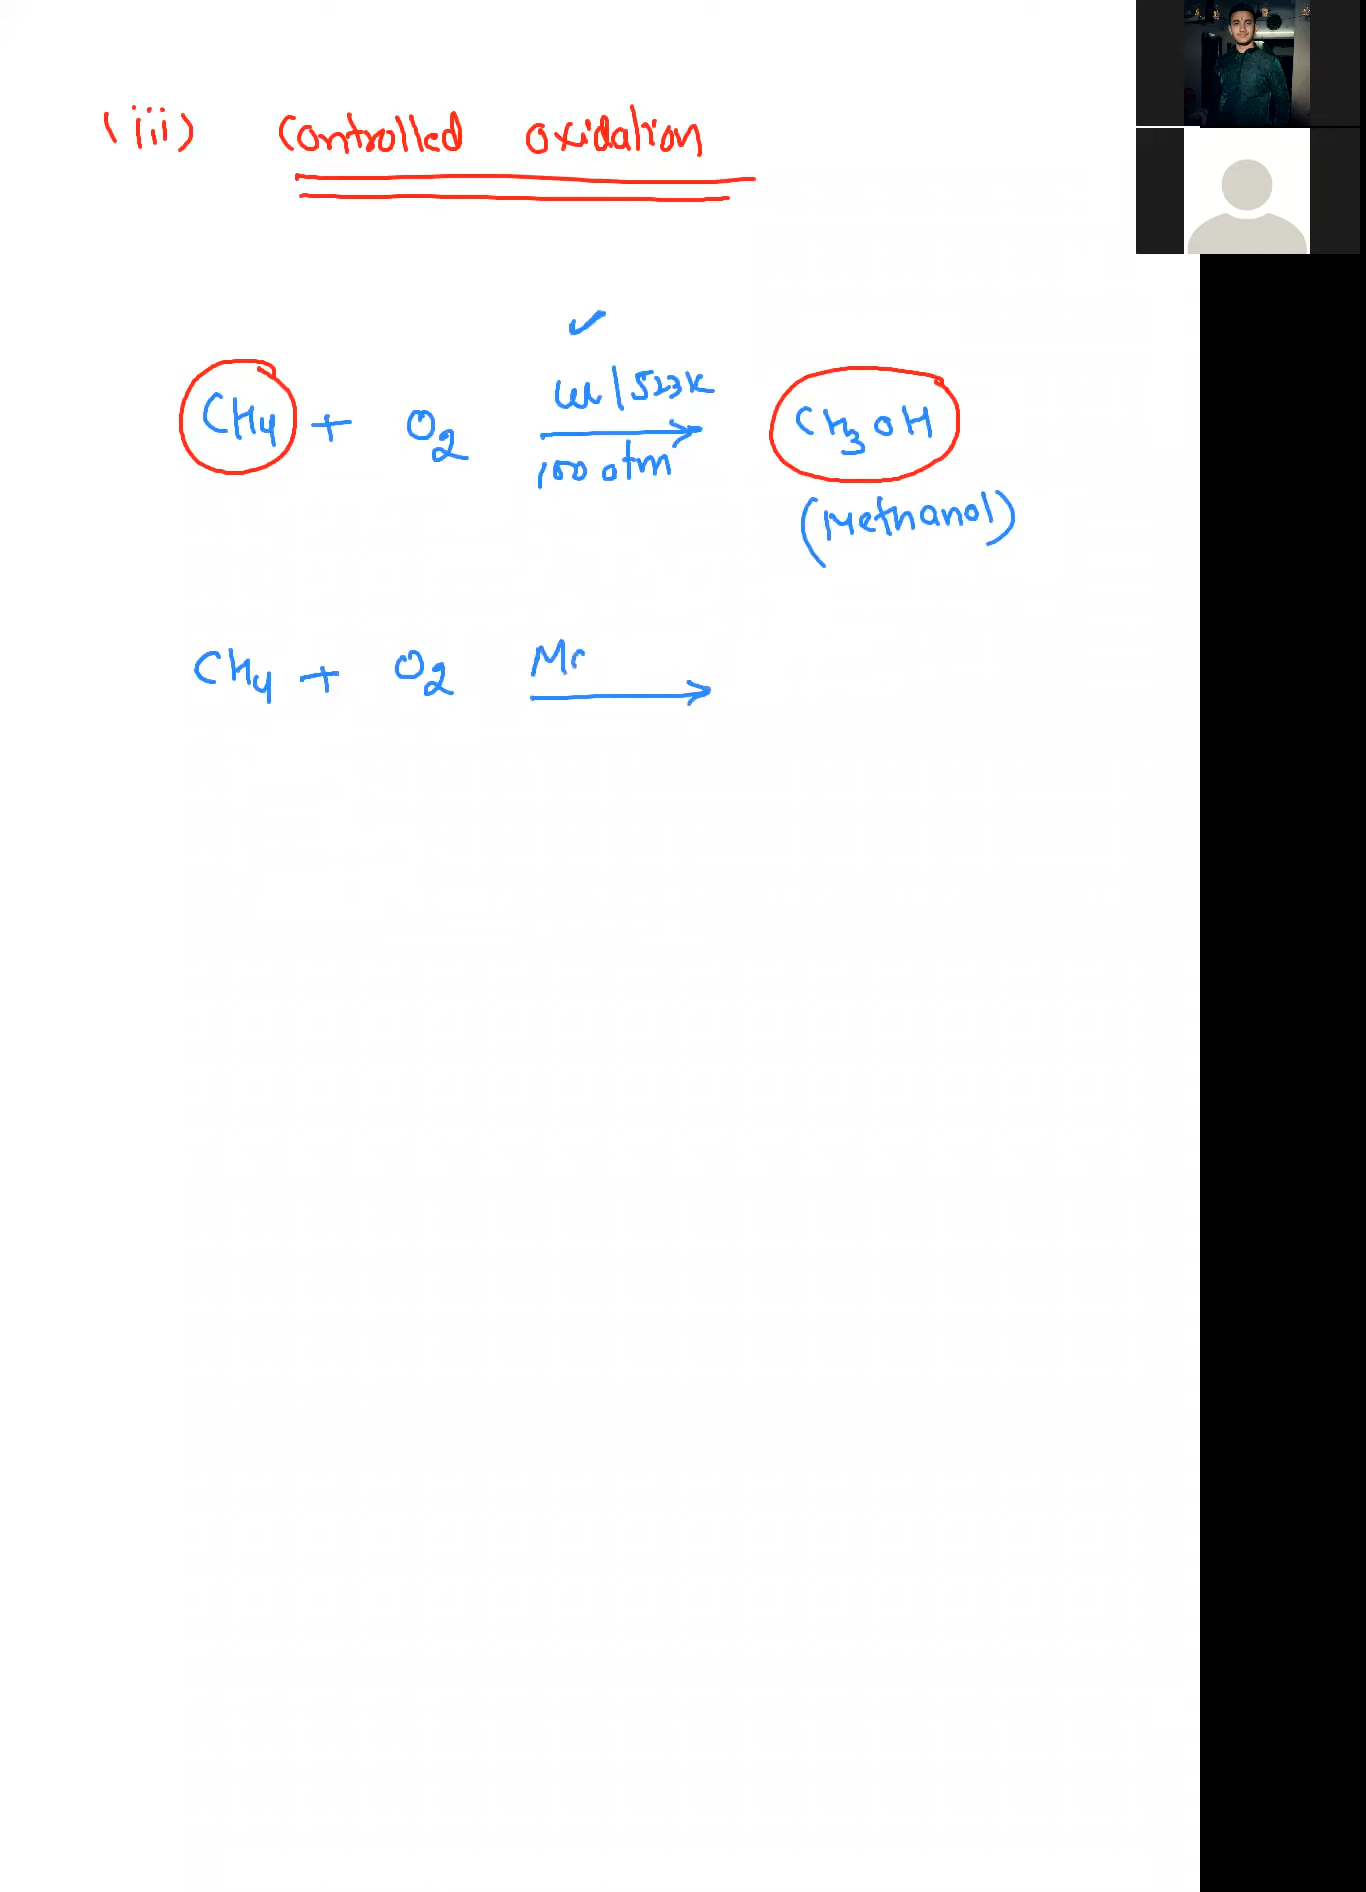 (iii) Controlled oxidation
CH4 + O2 Cu/523K CH3OH
100 atm
(Methanol)
CH4 + O2 Mo